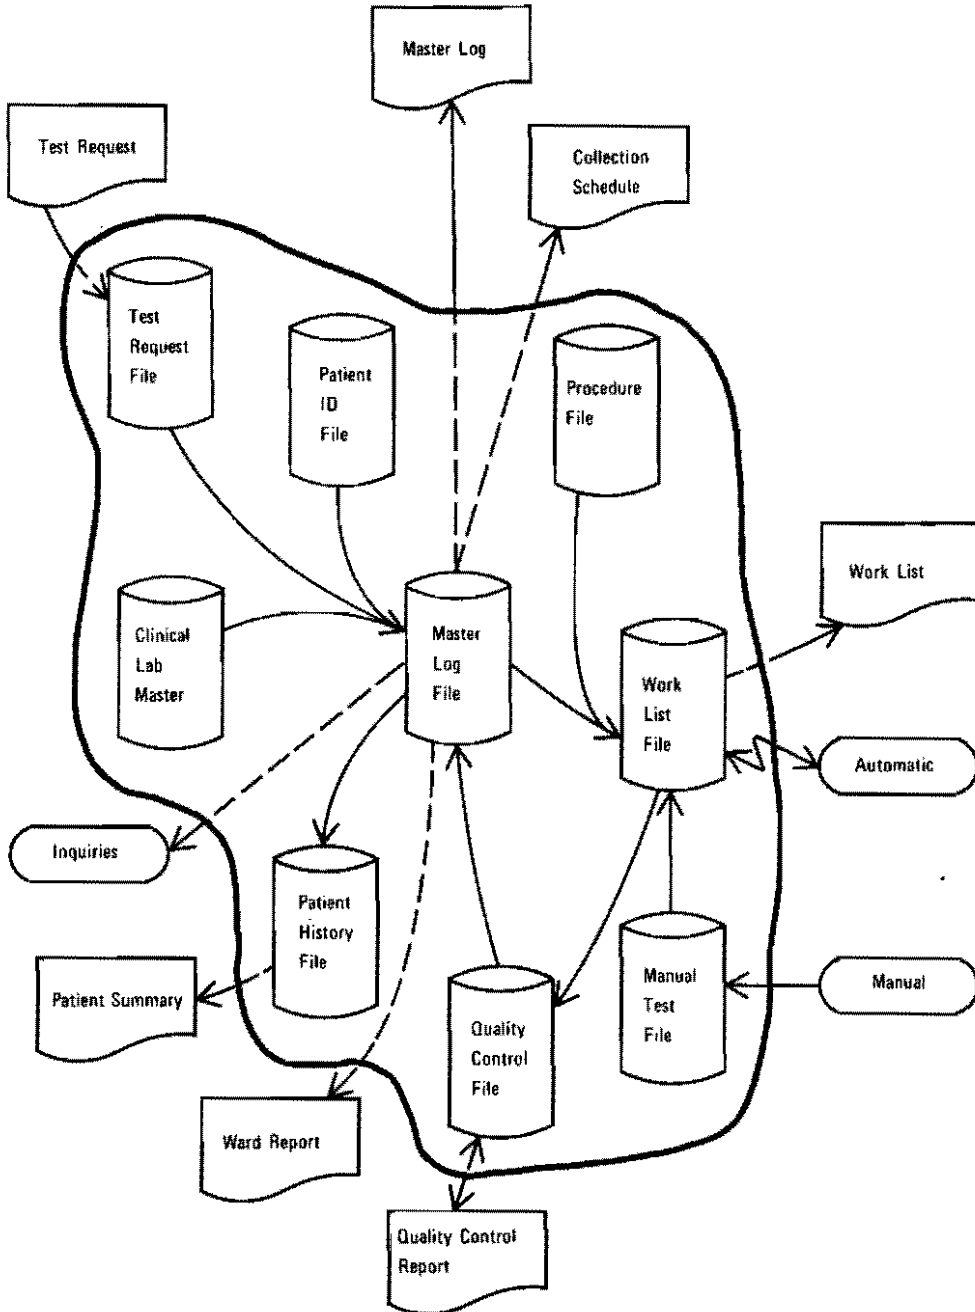 Master Log
Test Request
Collection
Schedule
Test
Request
File
Patient
ID
File
Procedure
File
Work List
Clinical
Lab
Master
Master
Log
File
Work
List
File
Automatic
Inquiries
Patient
History
File
Patient Summary
Manual
Test
File
Manual
Quality
Control
File
Ward Report
Quality Control
Report